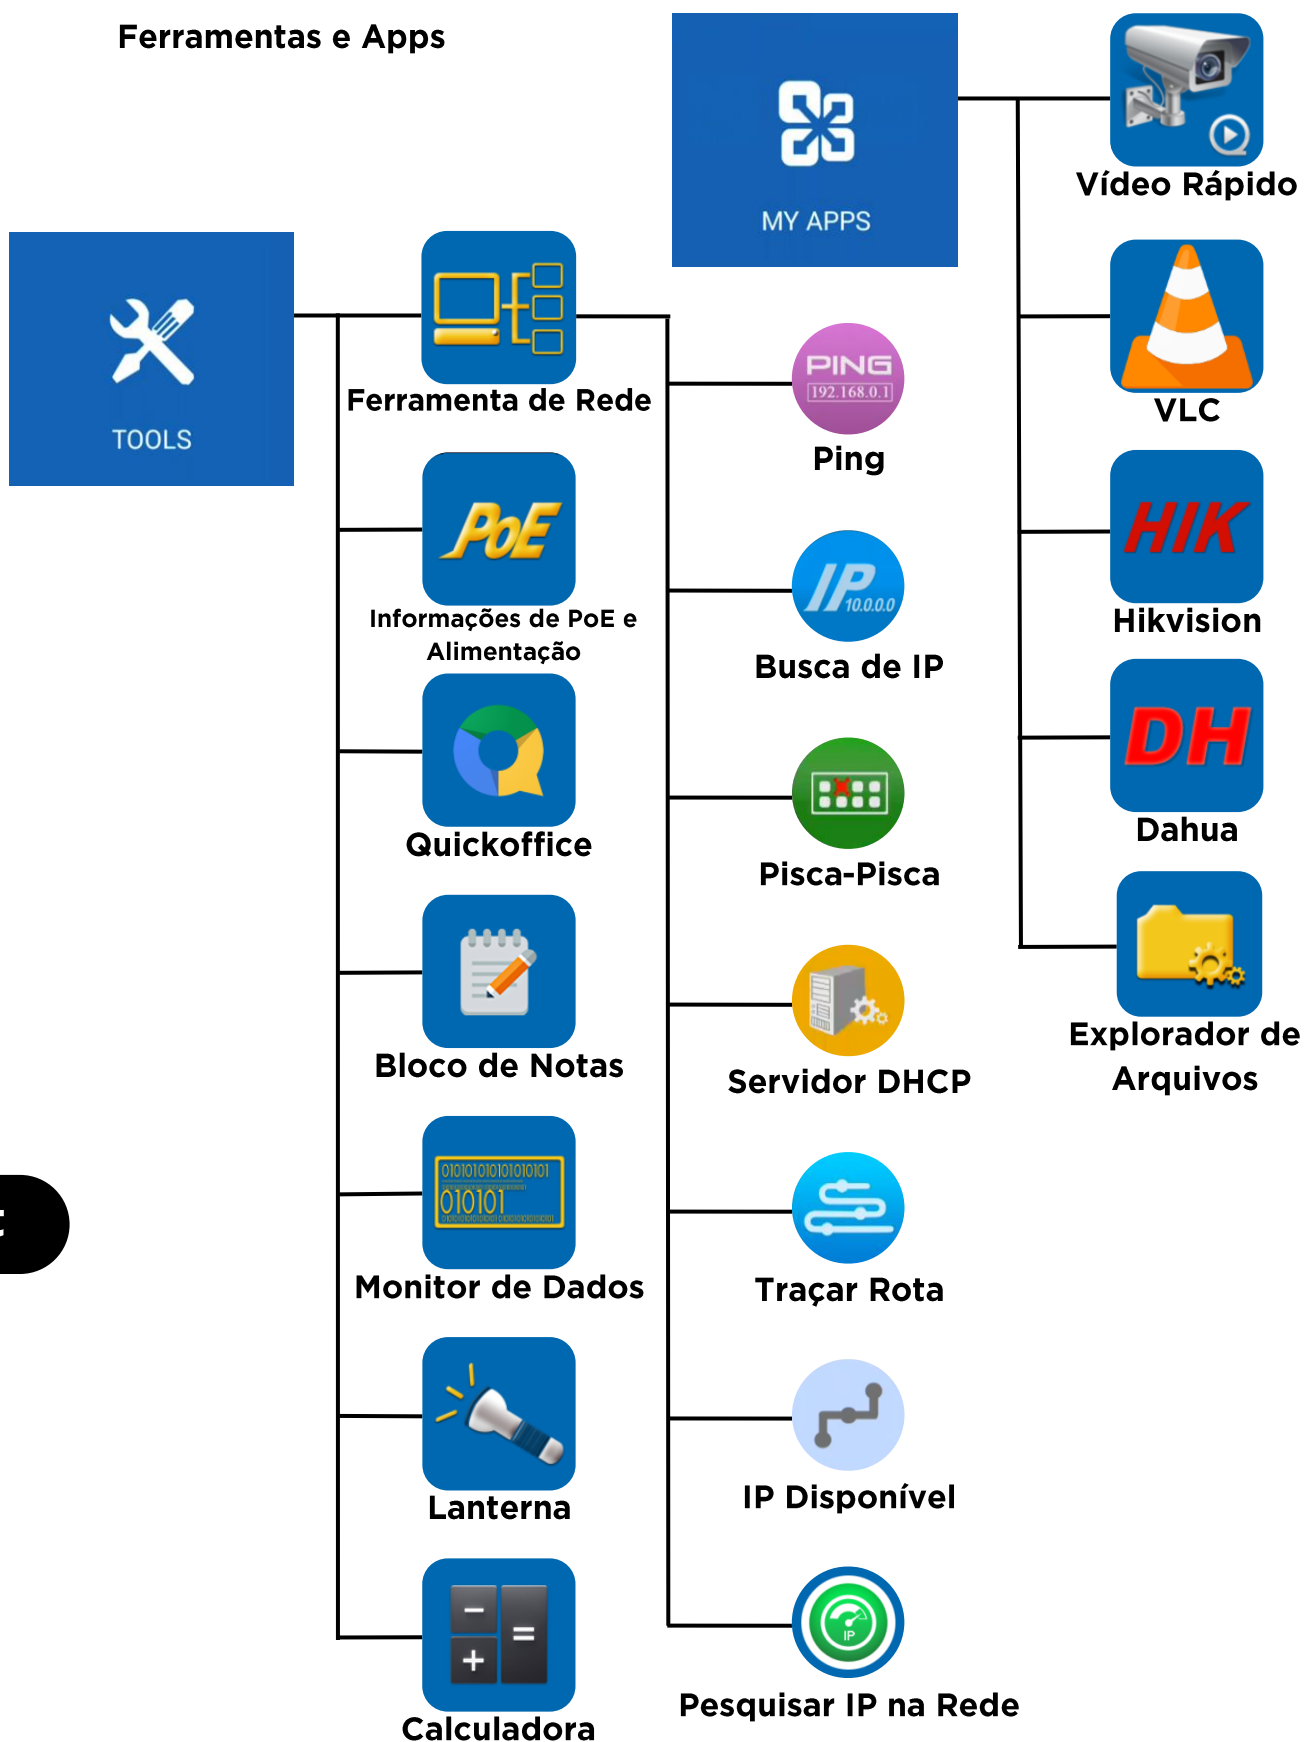 Ferramentas e Apps
TOOLS
Ferramenta de Rede
PoE
Informações de PoE e
Alimentação
Quickoffice
Bloco de Notas
010101
Monitor de Dados
Lanterna
Calculadora
PING
192.168.0.1
Ping
IP
10.0.0.0
Busca de IP
Pisca-Pisca
Servidor DHCP
Traçar Rota
IP Disponível
IP
Pesquisar IP na Rede
MY APPS
Vídeo Rápido
VLC
HIK
Hikvision
DH
Dahua
Explorador de
Arquivos